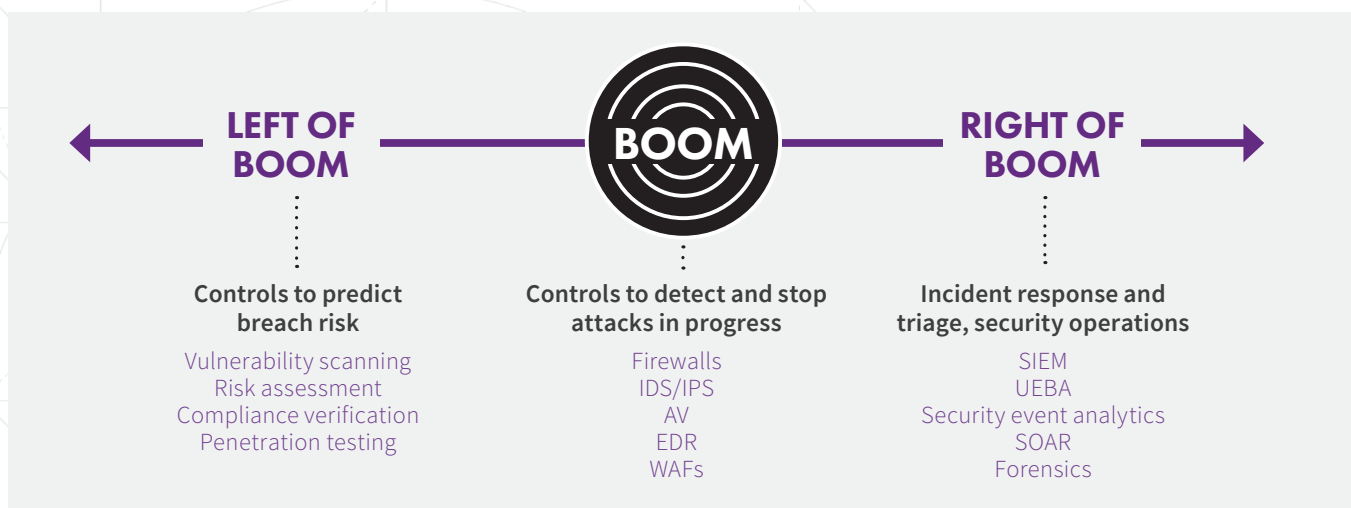 LEFT OF
BOOM
BOOM
RIGHT OF
BOOM
Controls to predict
breach risk
Vulnerability scanning
Risk assessment
Compliance verification
Penetration testing
Controls to detect and stop
attacks in progress
Firewalls
IDS/IPS
AV
EDR
WAFs
Incident response and
triage, security operations
SIEM
UEBA
Security event analytics
SOAR
Forensics